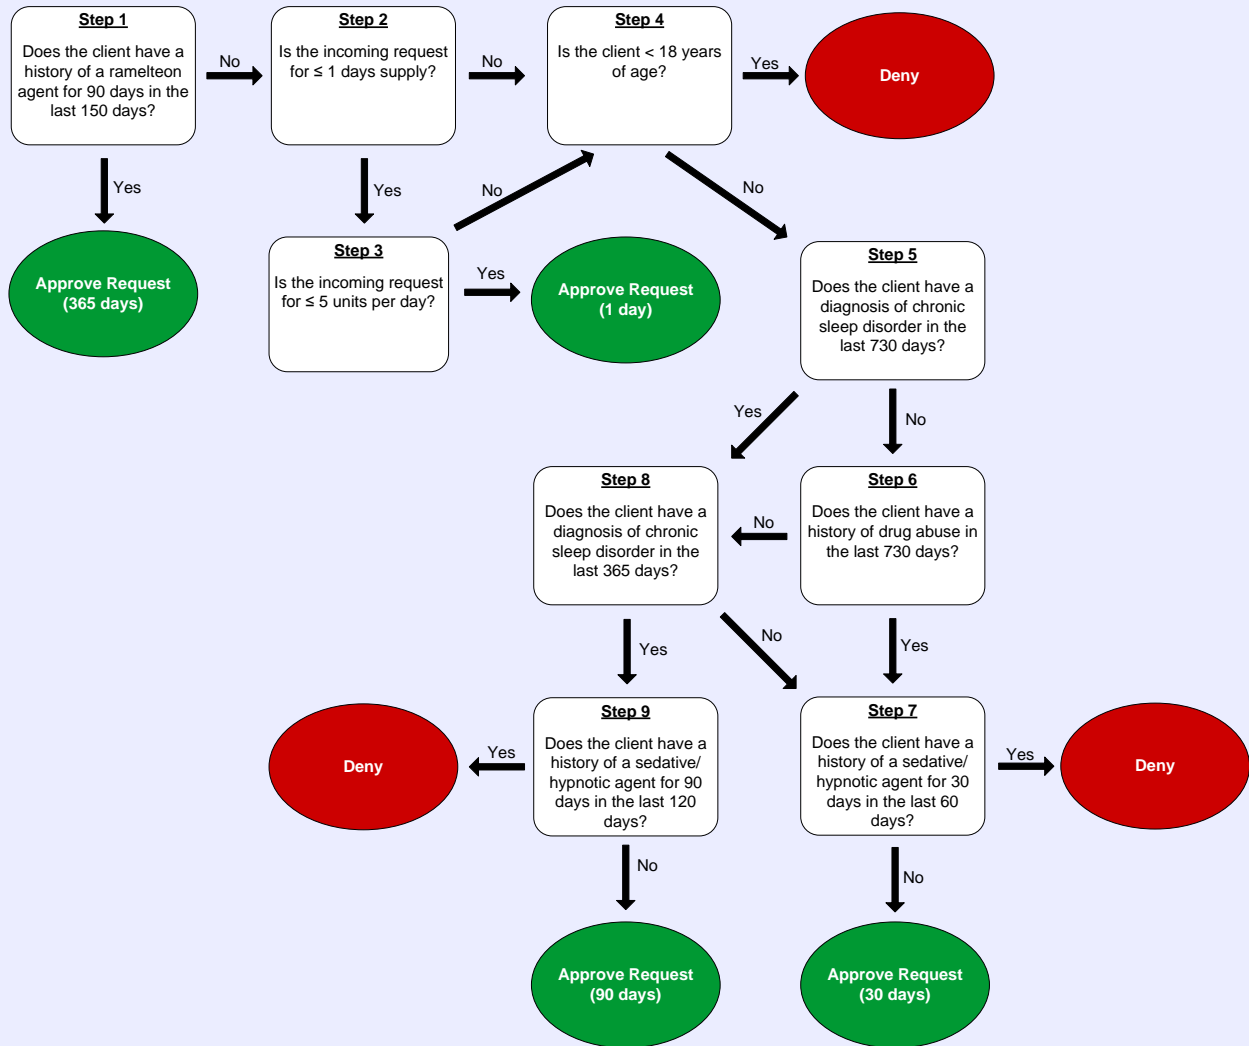 Step 1
Does the client have a
history of a ramelteon
agent for 90 days in the
last 150 days?
No
Step 2
Is the incoming request
for ≤ 1 days supply?
No
Step 4
Is the client < 18 years
of age?
Yes
Deny
Yes
Yes
No
No
Approve Request
(365 days)
Step 3
Is the incoming request
for ≤ 5 units per day?
Yes
Approve Request
(1 day)
Step 5
Does the client have a
diagnosis of chronic
sleep disorder in the
last 730 days?
Yes
No
Step 8
Does the client have a
diagnosis of chronic
sleep disorder in the
last 365 days?
No
Step 6
Does the client have a
history of drug abuse in
the last 730 days?
Yes
No
Yes
Deny
Yes
Step 9
Does the client have a
history of a sedative/
hypnotic agent for 90
days in the last 120
days?
Step 7
Does the client have a
history of a sedative/
hypnotic agent for 30
days in the last 60
days?
Yes
Deny
No
No
Approve Request
(90 days)
Approve Request
(30 days)